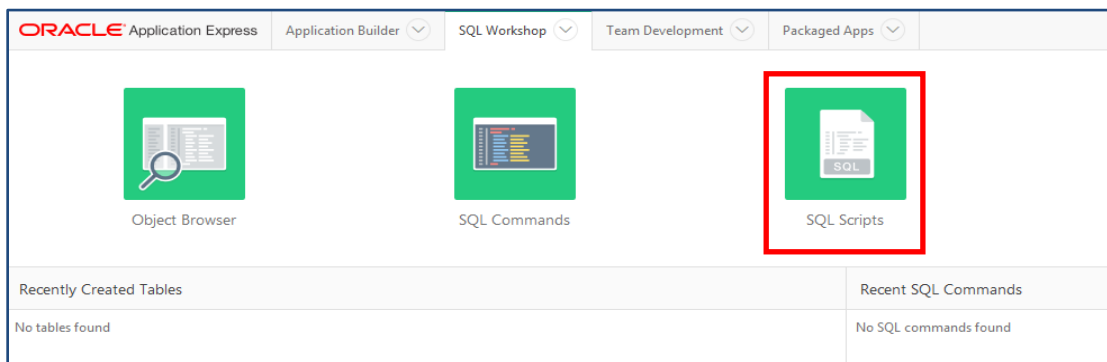 ORACLE Application Express Application Builder SQL Workshop Team Development Packaged Apps
SQL
Object Browser SQL Commands SQL Scripts
Recently Created Tables Recent SQL Commands
No tables found No SQL commands found